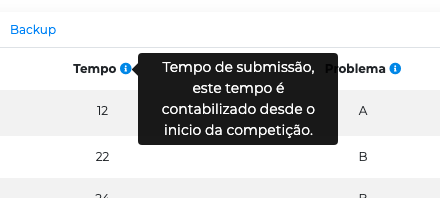 Backup
Tempo
Tempo de submissão,
este tempo é
contabilizado desde o
inicio da competição.
Problema
12 A
22 B